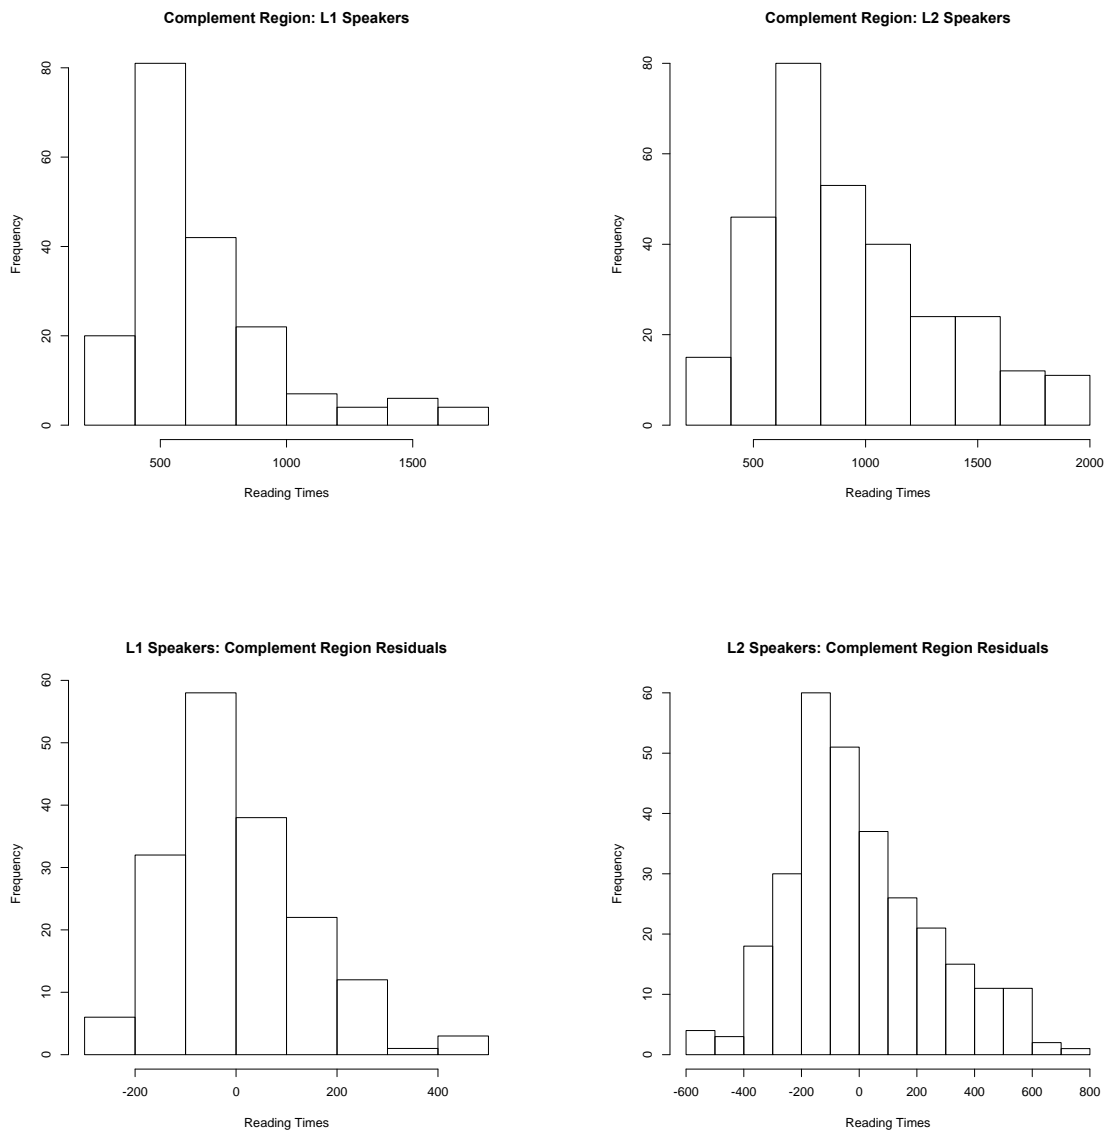 Complement Region: L1 Speakers
Frequency
0 20 40 60 80
500 1000 1500
Reading Times
Complement Region: L2 Speakers
Frequency
0 20 40 60 80
500 1000 1500 2000
Reading Times
L1 Speakers: Complement Region Residuals
Frequency
0 10 20 30 40 50 60
-200 0 200 400
Reading Times
L2 Speakers: Complement Region Residuals
Frequency
0 10 20 30 40 50 60
-600 -400 -200 0 200 400 600 800
Reading Times